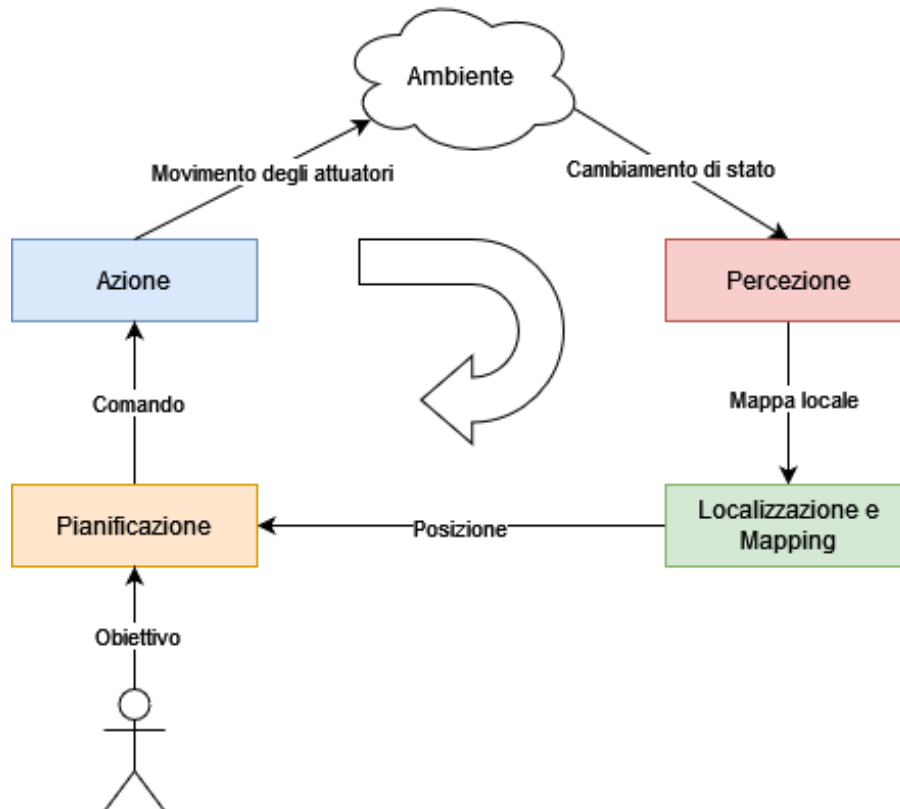 Ambiente
Movimento degli attuatori
Cambiamento di stato
Azione
Percezione
Comando
Mappa locale
Pianificazione
Posizione
Localizzazione e
Mapping
Obiettivo